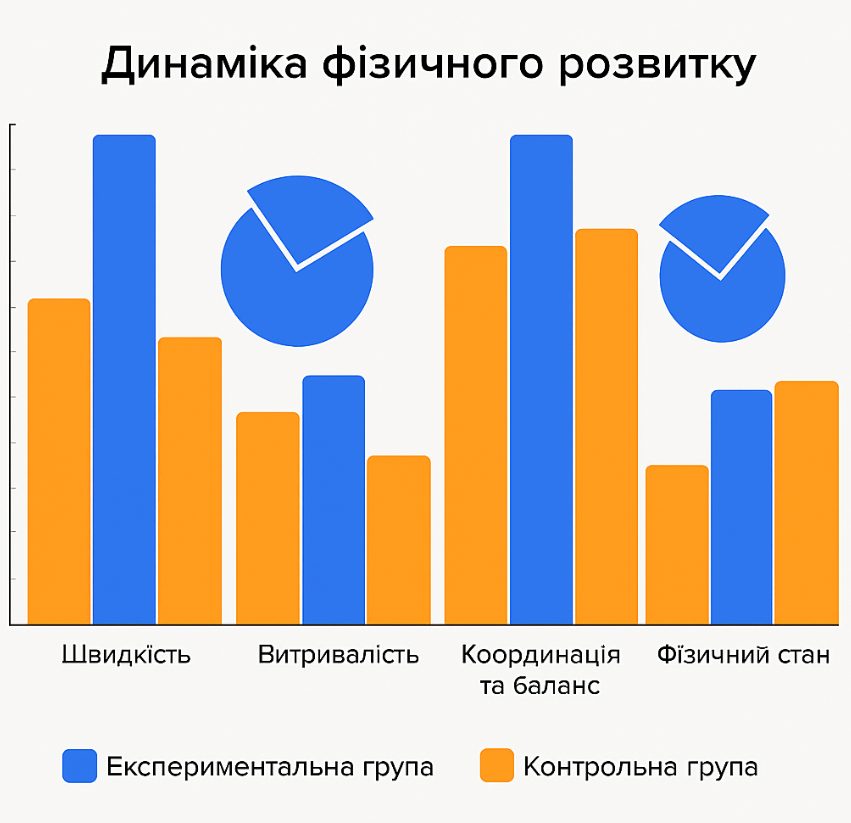 Динаміка фізичного розвитку
Швидкість
Витривалість
Координація
та баланс
Фізичний стан
Експериментальна група
Контрольна група